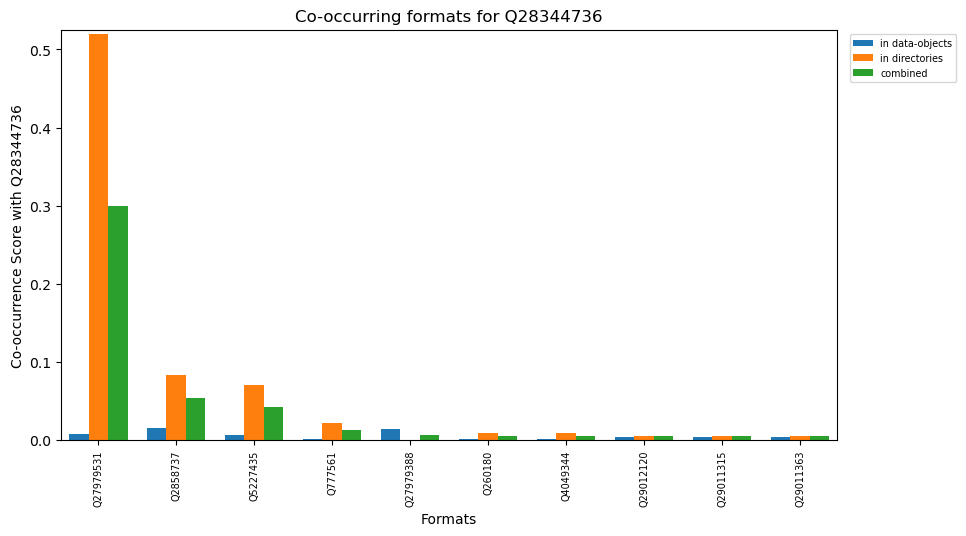 Co-occurring formats for Q28344736
in data-objects
in directories
combined
Co-occurrence Score with Q28344736
0.5
0.4
0.3
0.2
0.1
0.0
Q27979531
Q2858737
Q5227435
Q777561
Q27979388
Q260180
Q4049344
Q29012120
Q29011315
Q29011363
Formats